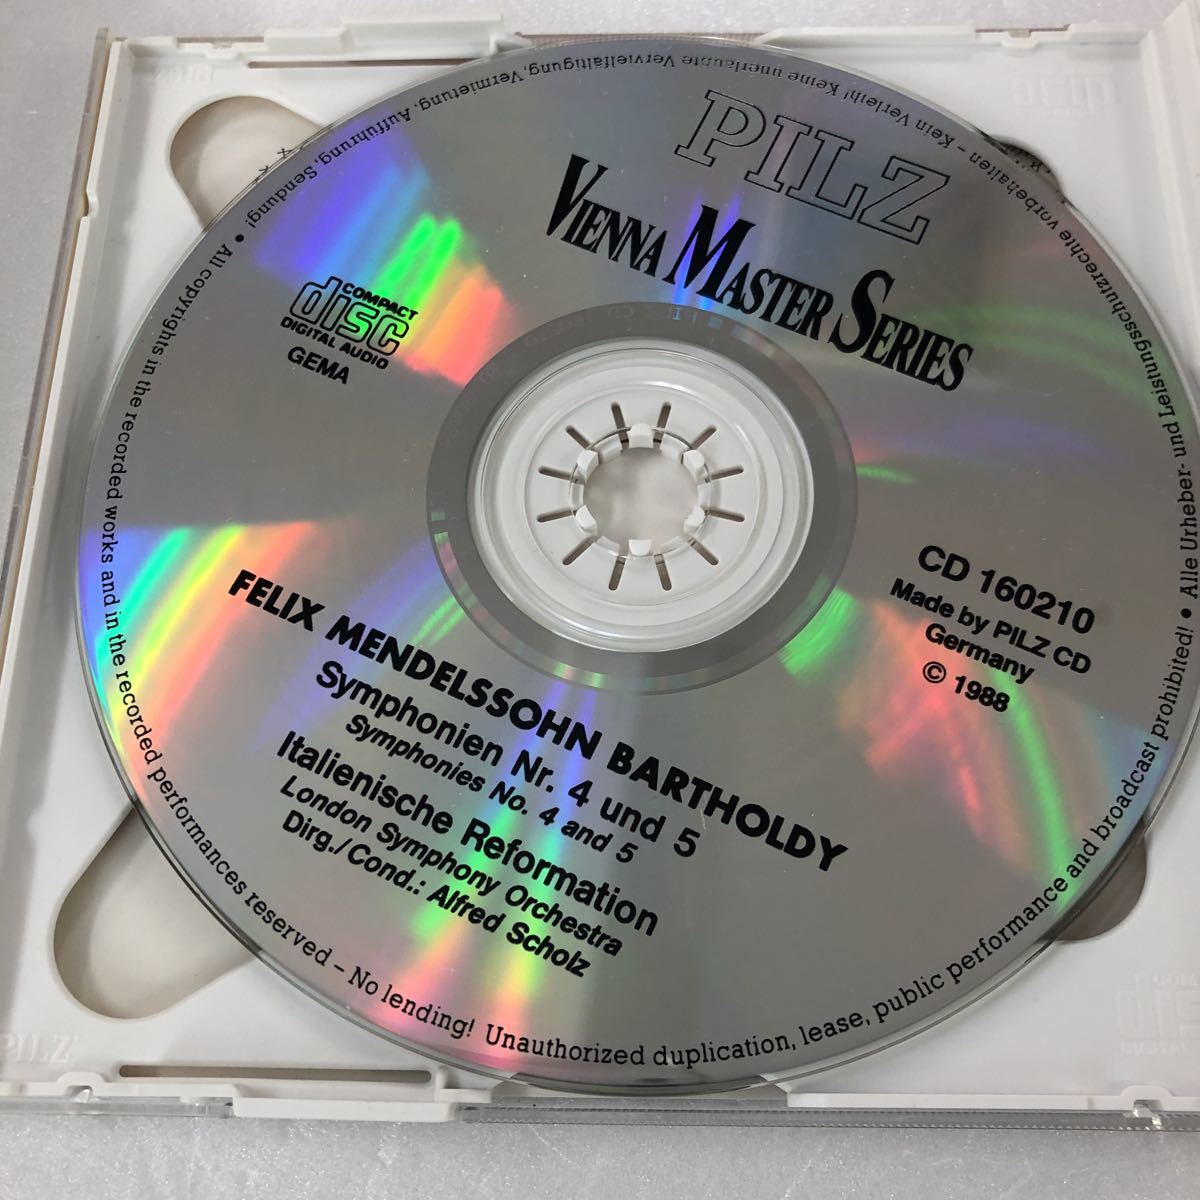 PILZ
VIENNA MASTER SERIES
COMPACT
disc
DIGITAL AUDIO
GEMA
CD 160210
Made by PILZ CD
Germany
© 1988
FELIX MENDELSSOHN BARTHOLDY
Symphonien Nr. 4 und 5
Symphonies No. 4 and 5
Italienische Reformation
London Symphony Orchestra
Dirg./Cond.: Alfred Scholz
• Alle Urheber- und Leistungsschutzrechte vorbehalten – Kein Verleih! Keine unerlaubte Vervielfältigung, Vermietung, Aufführung, Sendung!
• All copyrights in the recorded works and in the recorded performances reserved – No lending! Unauthorized duplication, lease, public performance and broadcast prohibited!
PILZ